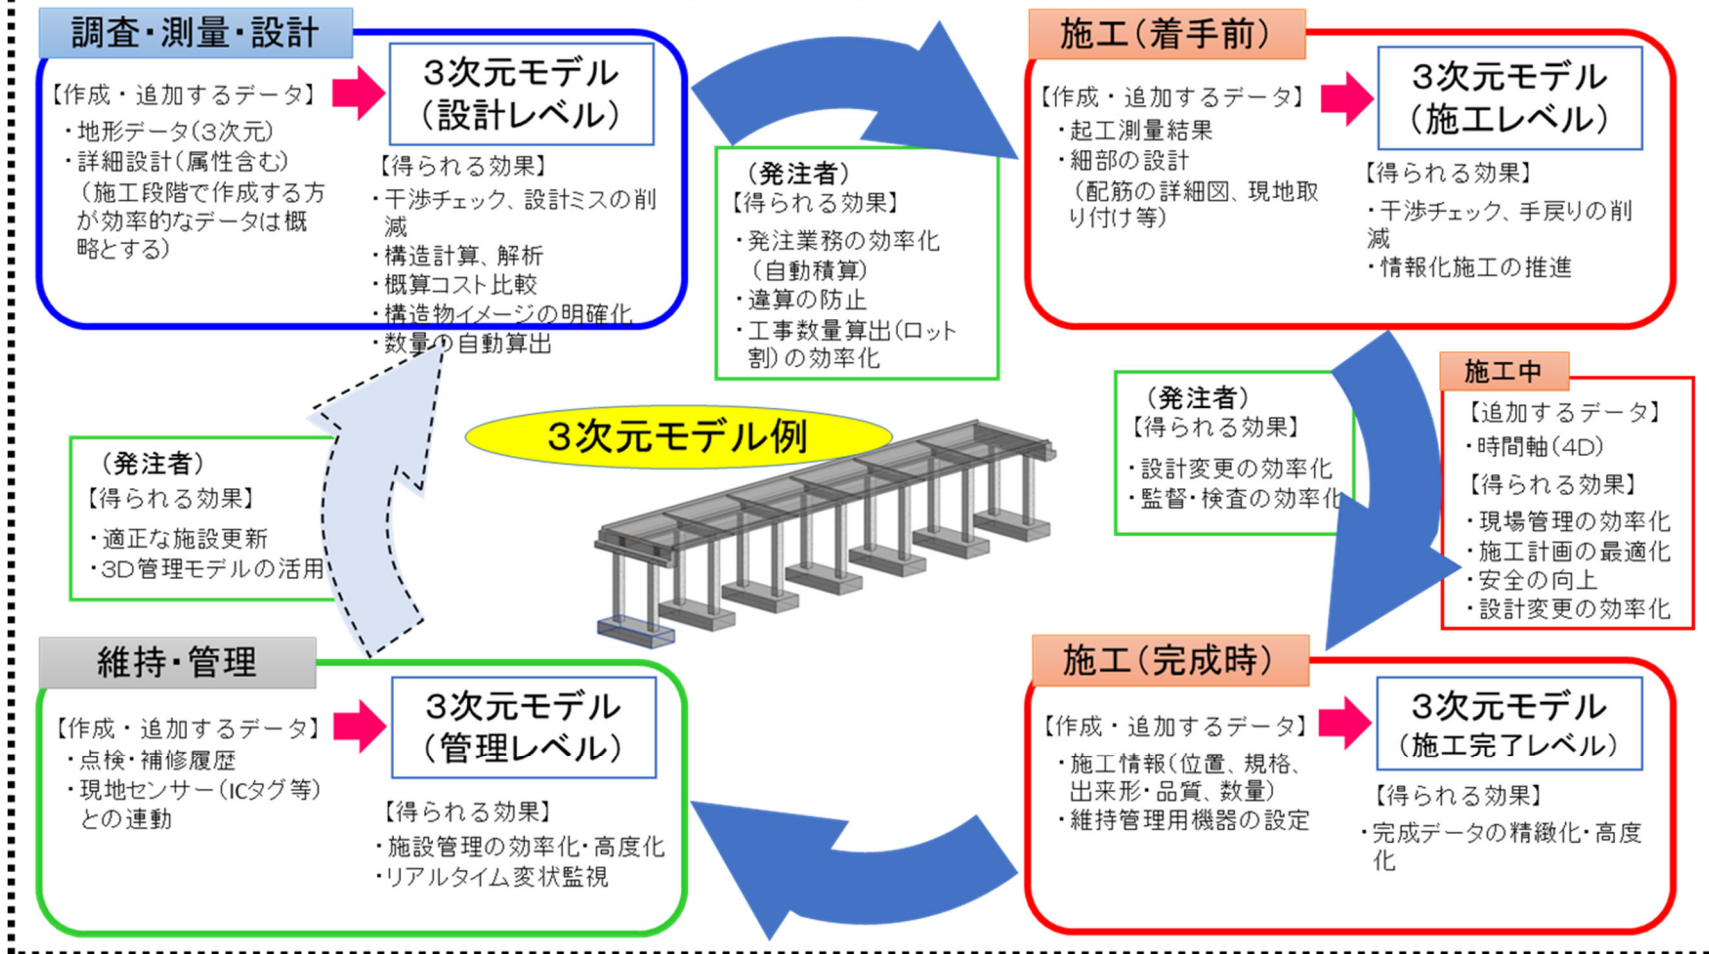 調査・測量・設計
【作成・追加するデータ】
・地形データ(３次元)
・詳細設計(属性含む)
(施工段階で作成する方
が効率的なデータは概
略とする)
３次元モデル
(設計レベル)
【得られる効果】
・干渉チェック、設計ミスの削
減
・構造計算、解析
・概算コスト比較
・構造物イメージの明確化
・数量の自動算出
(発注者)
【得られる効果】
・発注業務の効率化
(自動積算)
・違算の防止
・工事数量算出(ロット
割)の効率化
施工(着手前)
【作成・追加するデータ】
・起工測量結果
・細部の設計
(配筋の詳細図、現地取
り付け等)
３次元モデル
(施工レベル)
【得られる効果】
・干渉チェック、手戻りの削
減
・情報化施工の推進
(発注者)
【得られる効果】
・設計変更の効率化
・監督・検査の効率化
施工中
【追加するデータ】
・時間軸(４D)
【得られる効果】
・現場管理の効率化
・施工計画の最適化
・安全の向上
・設計変更の効率化
３次元モデル例
(発注者)
【得られる効果】
・適正な施設更新
・３D管理モデルの活用
維持・管理
【作成・追加するデータ】
・点検・補修履歴
・現地センサー(ICタグ等)
との連動
３次元モデル
(管理レベル)
【得られる効果】
・施設管理の効率化・高度化
・リアルタイム変状監視
施工(完成時)
【作成・追加するデータ】
・施工情報(位置、規格、
出来形・品質、数量)
・維持管理用機器の設定
３次元モデル
(施工完了レベル)
【得られる効果】
・完成データの精緻化・高度
化